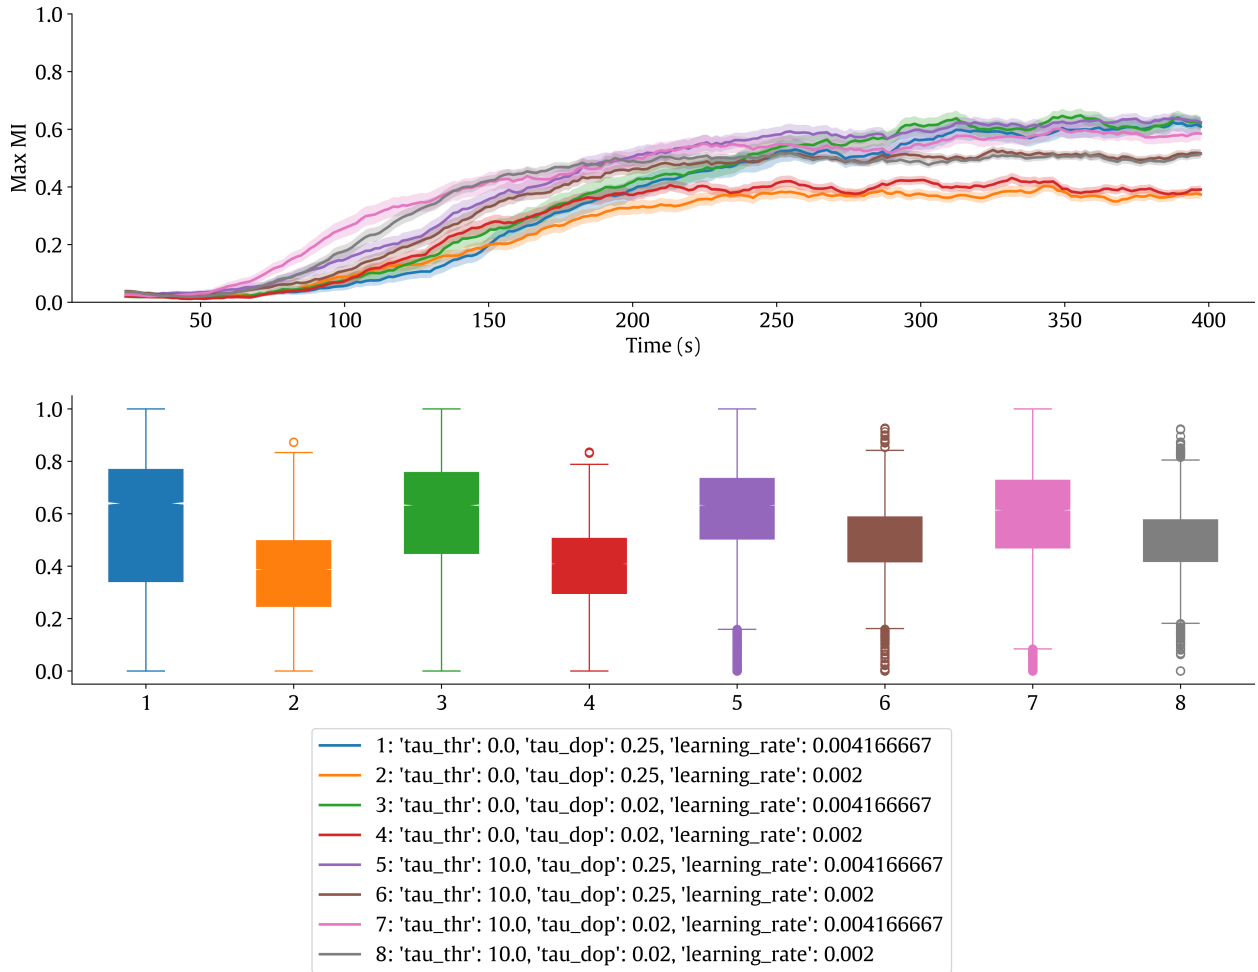 1.0
0.8
0.6
0.4
0.2
0.0
Max MI
50 100 150 200 250 300 350 400
Time (s)
1.0
0.8
0.6
0.4
0.2
0.0
1 2 3 4 5 6 7 8
1: 'tau_thr': 0.0, 'tau_dop': 0.25, 'learning_rate': 0.004166667
2: 'tau_thr': 0.0, 'tau_dop': 0.25, 'learning_rate': 0.002
3: 'tau_thr': 0.0, 'tau_dop': 0.02, 'learning_rate': 0.004166667
4: 'tau_thr': 0.0, 'tau_dop': 0.02, 'learning_rate': 0.002
5: 'tau_thr': 10.0, 'tau_dop': 0.25, 'learning_rate': 0.004166667
6: 'tau_thr': 10.0, 'tau_dop': 0.25, 'learning_rate': 0.002
7: 'tau_thr': 10.0, 'tau_dop': 0.02, 'learning_rate': 0.004166667
8: 'tau_thr': 10.0, 'tau_dop': 0.02, 'learning_rate': 0.002